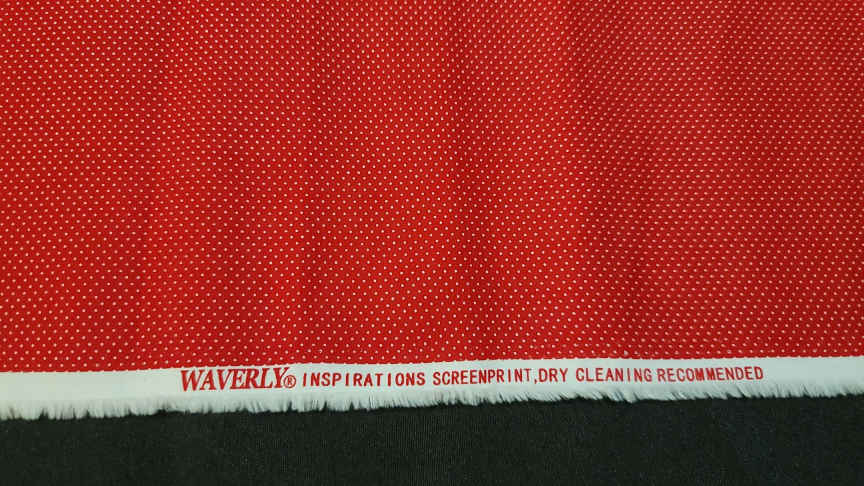 WAVERLY® INSPIRATIONS SCREENPRINT,DRY CLEANING RECOMMENDED